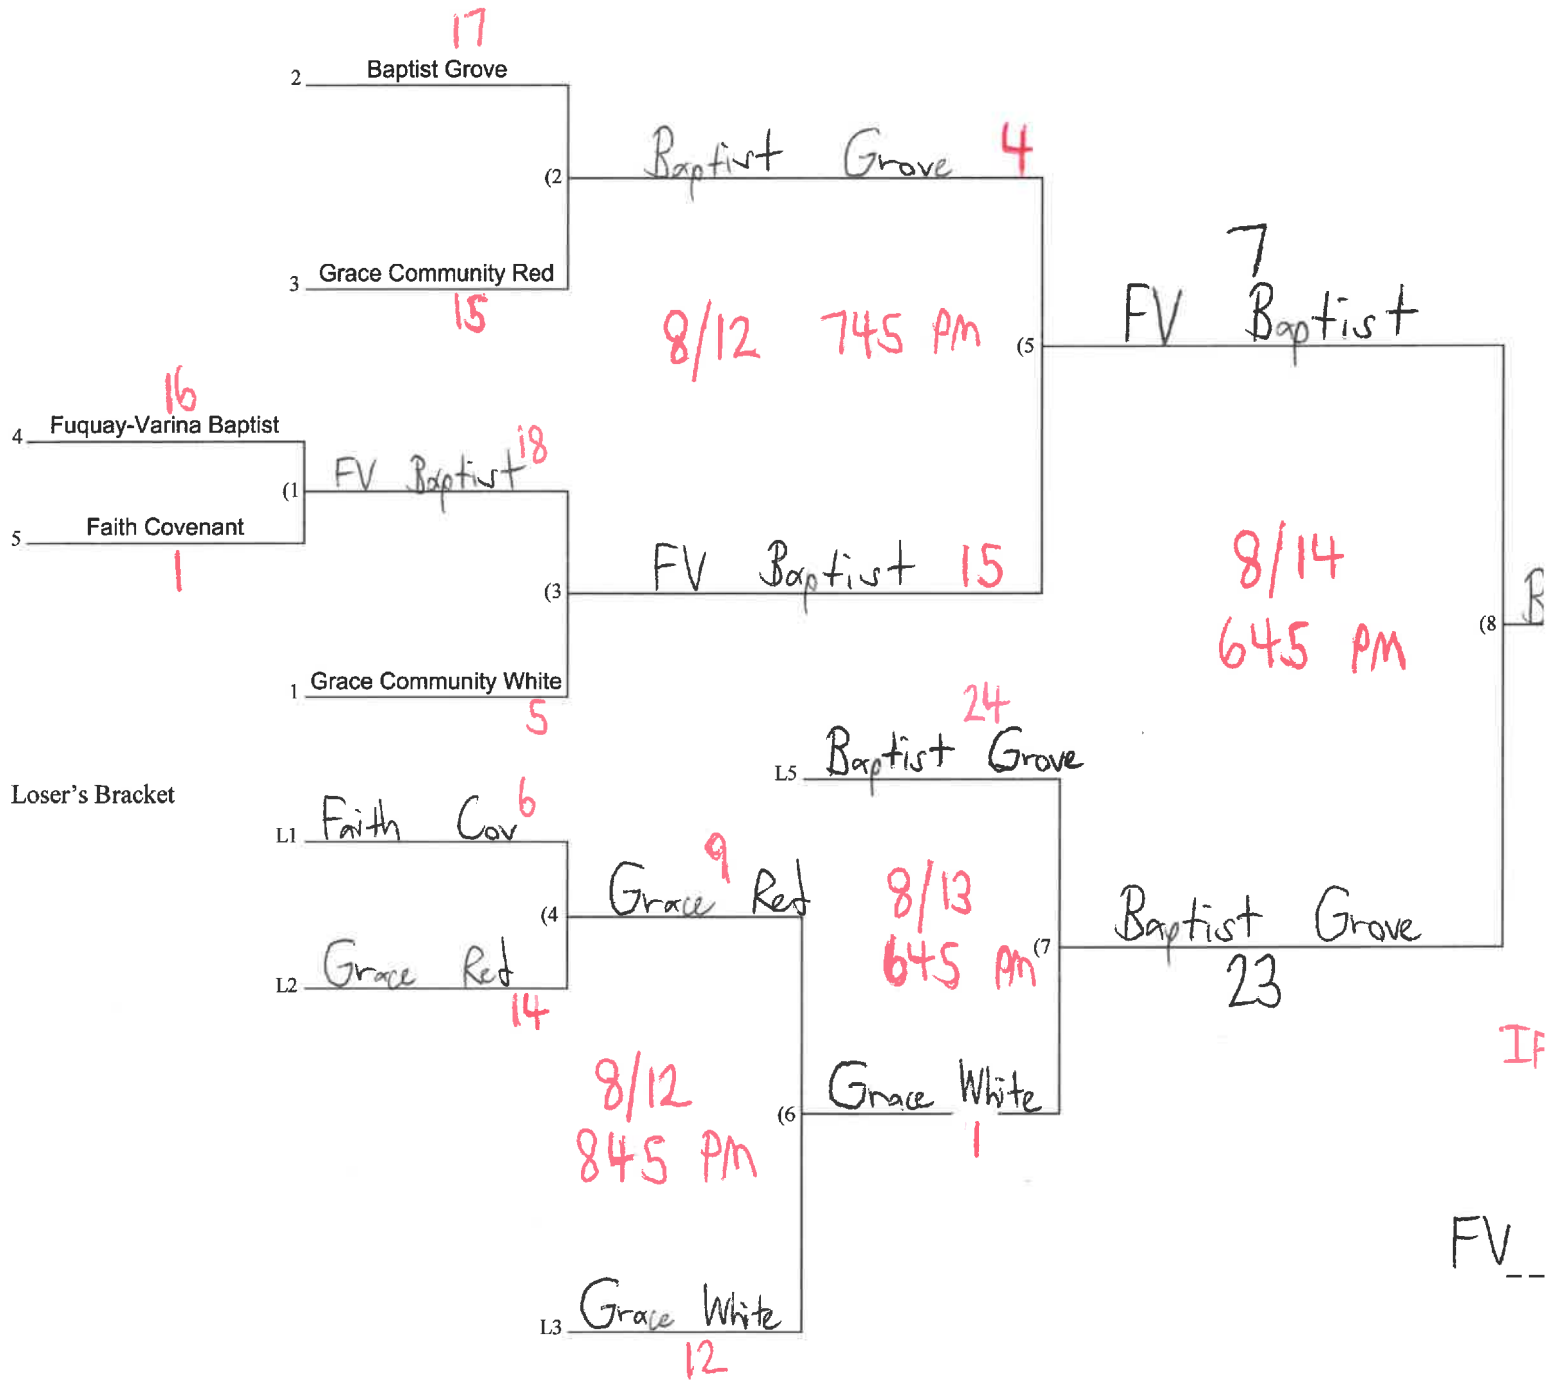 17
2 Baptist Grove
(2 Baptist Grove 4
3 Grace Community Red
15
8/12 745 PM
7
(5 FV Baptist
16
4 Fuquay-Varina Baptist
(1 FV Baptist 18
5 Faith Covenant
1
(3 FV Baptist 15
1 Grace Community White
5
8/14
645 PM
(8 B
Loser's Bracket
L1 Faith Cov 6
(4 Grace Red 9
L2 Grace Red
14
24
L5 Baptist Grove
8/13
645 PM
(7 Baptist Grove
23
8/12
845 PM
(6 Grace White
1
L3 Grace White
12
IF
FV